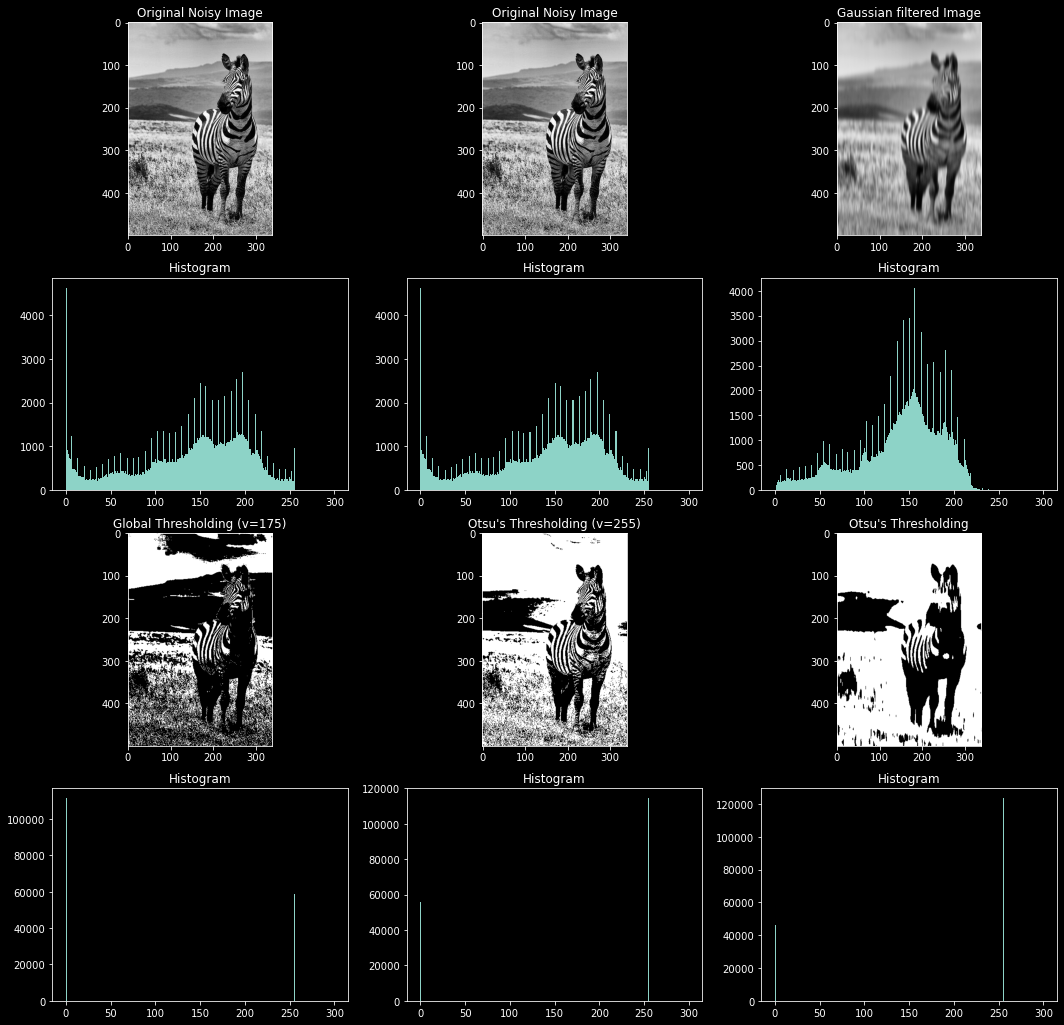 Original Noisy Image
Original Noisy Image
Gaussian filtered Image
0
100
200
300
400
0 100 200 300
0
100
200
300
400
0 100 200 300
0
100
200
300
400
0 100 200 300
Histogram
Histogram
Histogram
4000
3000
2000
1000
0
0 50 100 150 200 250 300
4000
3000
2000
1000
0
0 50 100 150 200 250 300
4000
3500
3000
2500
2000
1500
1000
500
0
0 50 100 150 200 250 300
Global Thresholding (v=175)
Otsu's Thresholding (v=255)
Otsu's Thresholding
0
100
200
300
400
0 100 200 300
0
100
200
300
400
0 100 200 300
0
100
200
300
400
0 100 200 300
Histogram
Histogram
Histogram
100000
80000
60000
40000
20000
0
0 50 100 150 200 250 300
120000
100000
80000
60000
40000
20000
0
0 50 100 150 200 250 300
120000
100000
80000
60000
40000
20000
0
0 50 100 150 200 250 300